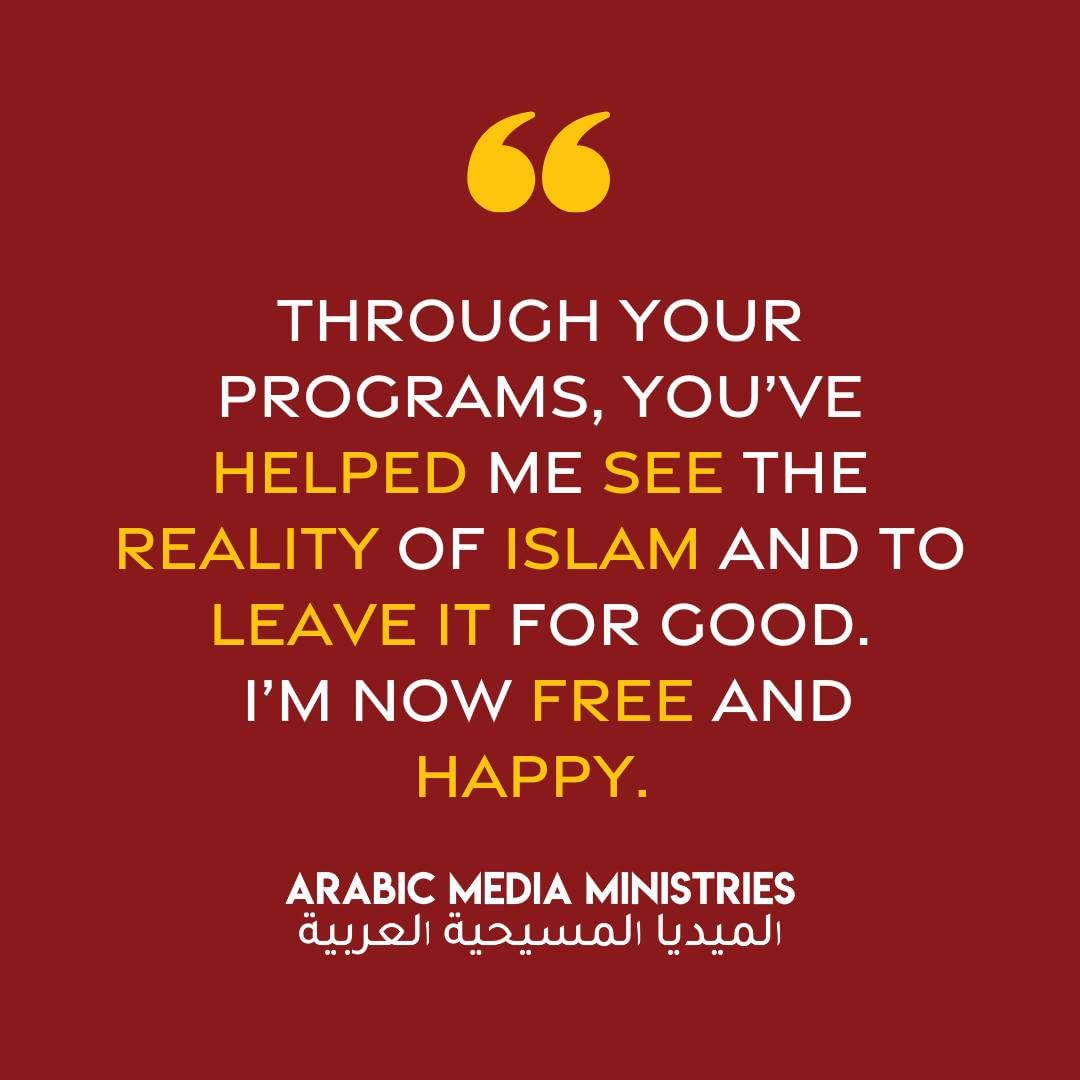 “
THROUGH YOUR
PROGRAMS, YOU’VE
HELPED ME SEE THE
REALITY OF ISLAM AND TO
LEAVE IT FOR GOOD.
I’M NOW FREE AND
HAPPY.
ARABIC MEDIA MINISTRIES
الميديا المسيحية العربية